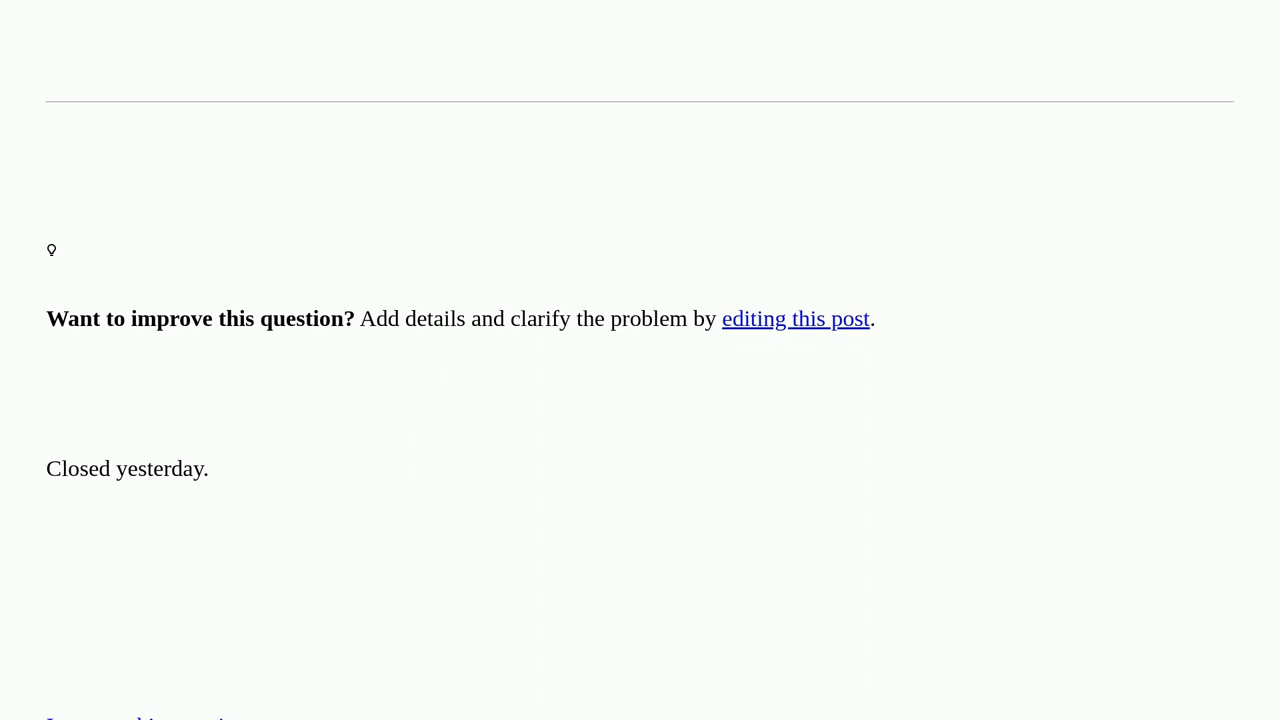 Want to improve this question? Add details and clarify the problem by editing this post.
Closed yesterday.